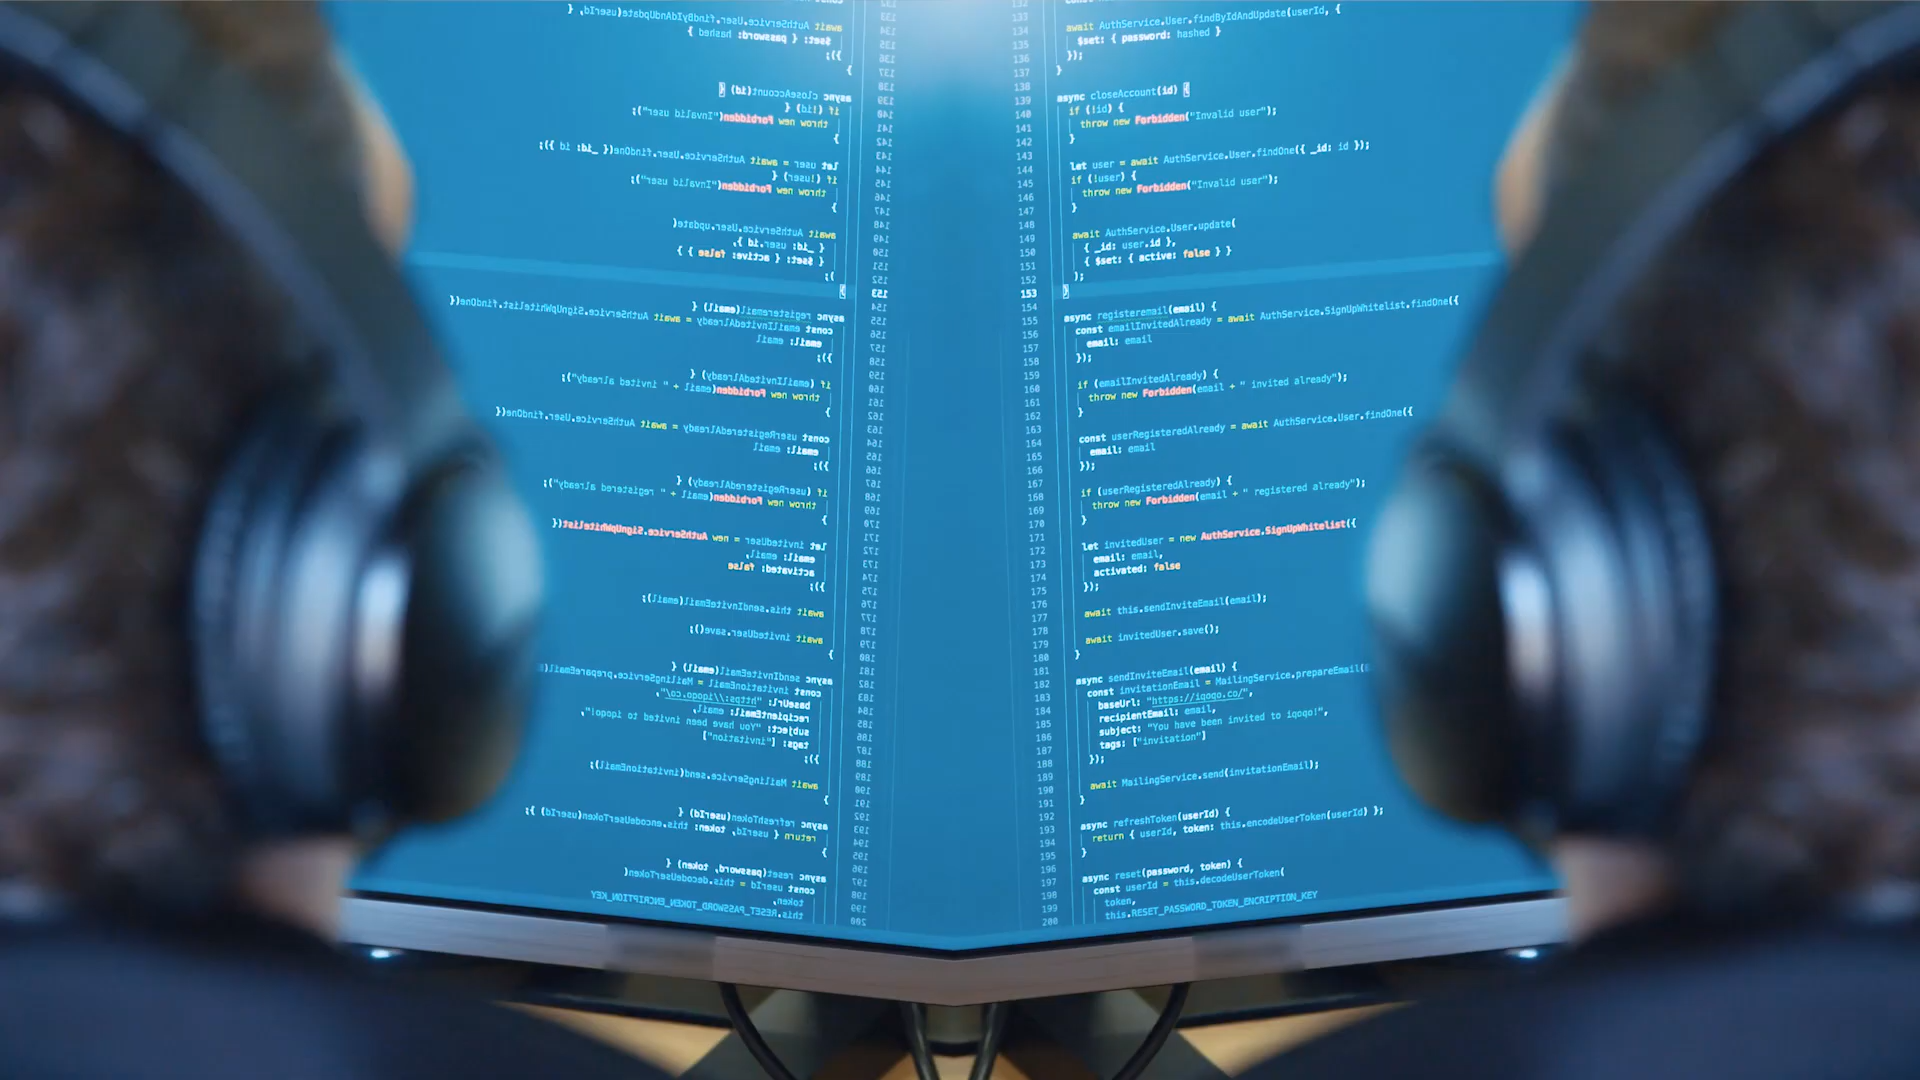 133
134 await AuthService.User.findByIdAndUpdate(userId, {
135 $set: { password: hashed }
136 });
137 }
138
139 async closeAccount(id) {
140 if (!id) {
141 throw new Forbidden("Invalid user");
142 }
143
144 let user = await AuthService.User.findOne({ _id: id });
145 if (!user) {
146 throw new Forbidden("Invalid user");
147 }
148
149 await AuthService.User.update(
150 { _id: user.id },
151 { $set: { active: false } }
152 );
153 }
154
155 async registeremail(email) {
156 const emailInvitedAlready = await AuthService.SignUpWhitelist.findOne({
157 email: email
158 });
159
160 if (emailInvitedAlready) {
161 throw new Forbidden(email + " invited already");
162 }
163
164 const userRegisteredAlready = await AuthService.User.findOne({
165 email: email
166 });
167
168 if (userRegisteredAlready) {
169 throw new Forbidden(email + " registered already");
170 }
171
172 let invitedUser = new AuthService.SignUpWhitelist({
173 email: email,
174 activated: false
175 });
176
177 await this.sendInviteEmail(email);
178
179 await invitedUser.save();
180 }
181
182 async sendInviteEmail(email) {
183 const invitationEmail = MailingService.prepareEmail(
184 baseUrl: "https://iqoqo.co/",
185 recipientEmail: email,
186 subject: "You have been invited to iqoqo!",
187 tags: ["invitation"]
188 });
189
190 await MailingService.send(invitationEmail);
191 }
192
193 async refreshToken(userId) {
194 return { userId, token: this.encodeUserToken(userId) };
195 }
196
197 async reset(password, token) {
198 const userId = this.decodeUserToken(
199 token,
200 this.RESET_PASSWORD_TOKEN_ENCRIPTION_KEY